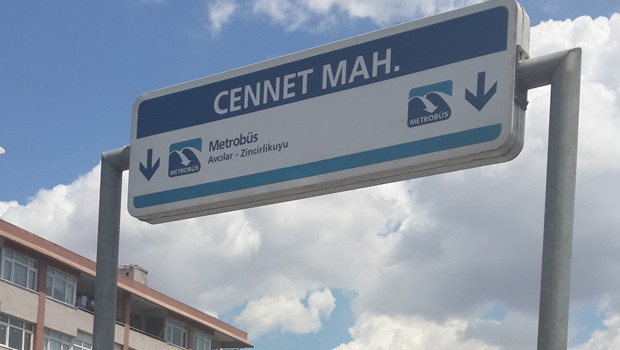 CENNET MAH.
Metrobüs
Avcılar - Zincirlikuyu
METROBÜS
METROBÜS